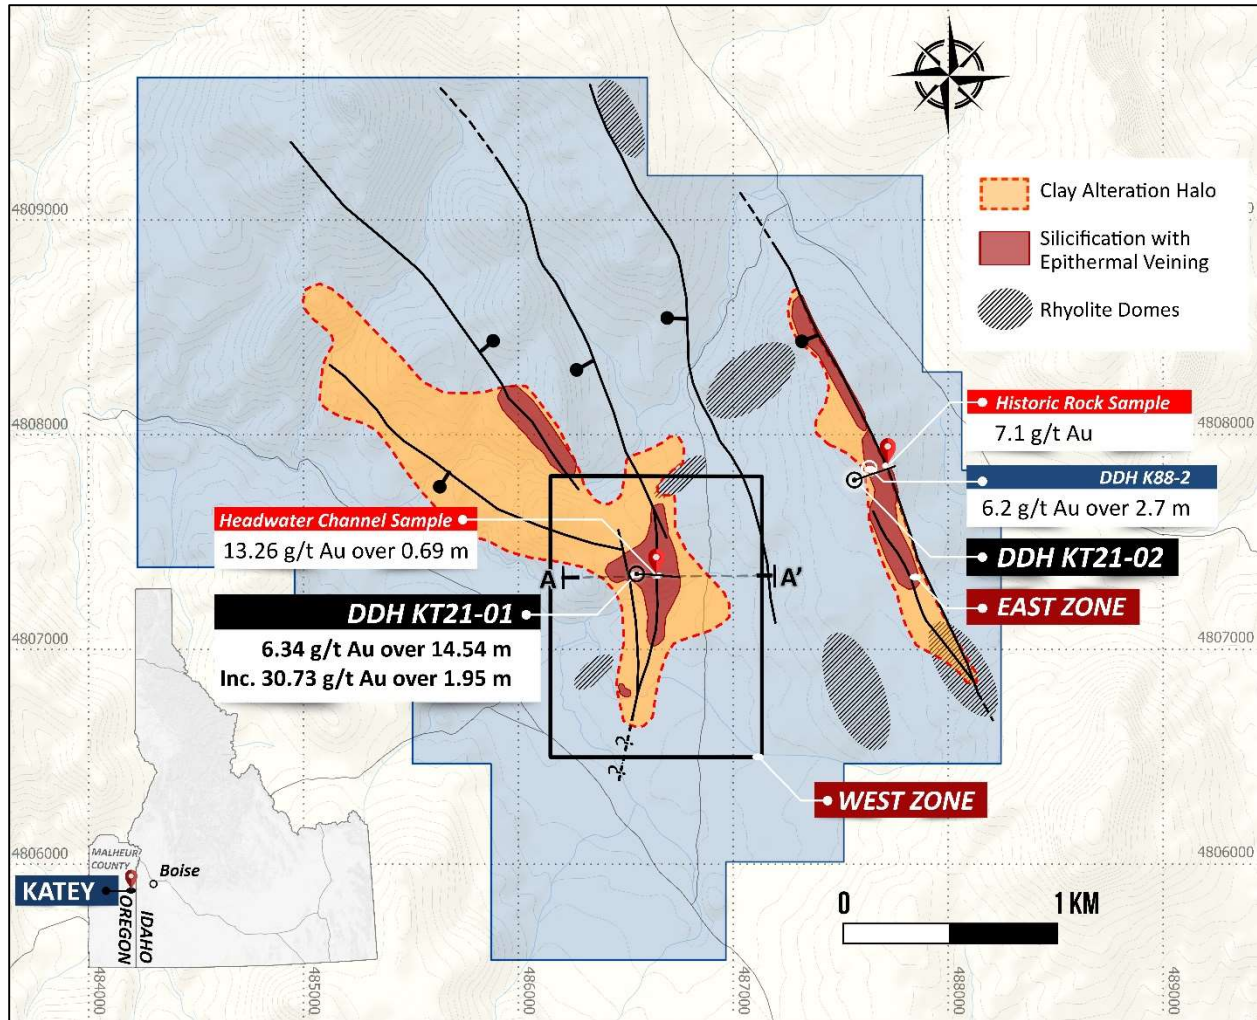 4809000
4808000
4807000
4806000
Clay Alteration Halo
Silicification with
Epithermal Veining
Rhyolite Domes
Historic Rock Sample
7.1 g/t Au
DDH K88-2
6.2 g/t Au over 2.7 m
DDH KT21-02
EAST ZONE
Headwater Channel Sample
13.26 g/t Au over 0.69 m
A
A'
DDH KT21-01
6.34 g/t Au over 14.54 m
Inc. 30.73 g/t Au over 1.95 m
?
?
WEST ZONE
4808000
4807000
4806000
MALHEUR
COUNTY
Boise
KATEY
OREGON
IDAHO
0
1 KM
484000
485000
486000
487000
488000
489000